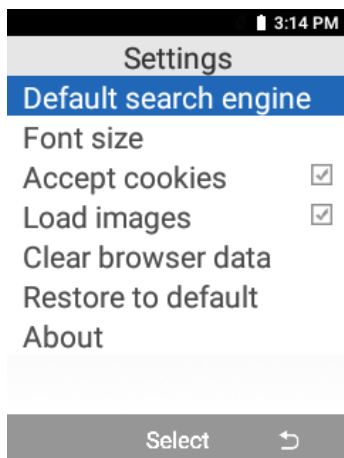 3:14 PM
Settings
Default search engine
Font size
Accept cookies
Load images
Clear browser data
Restore to default
About
Select